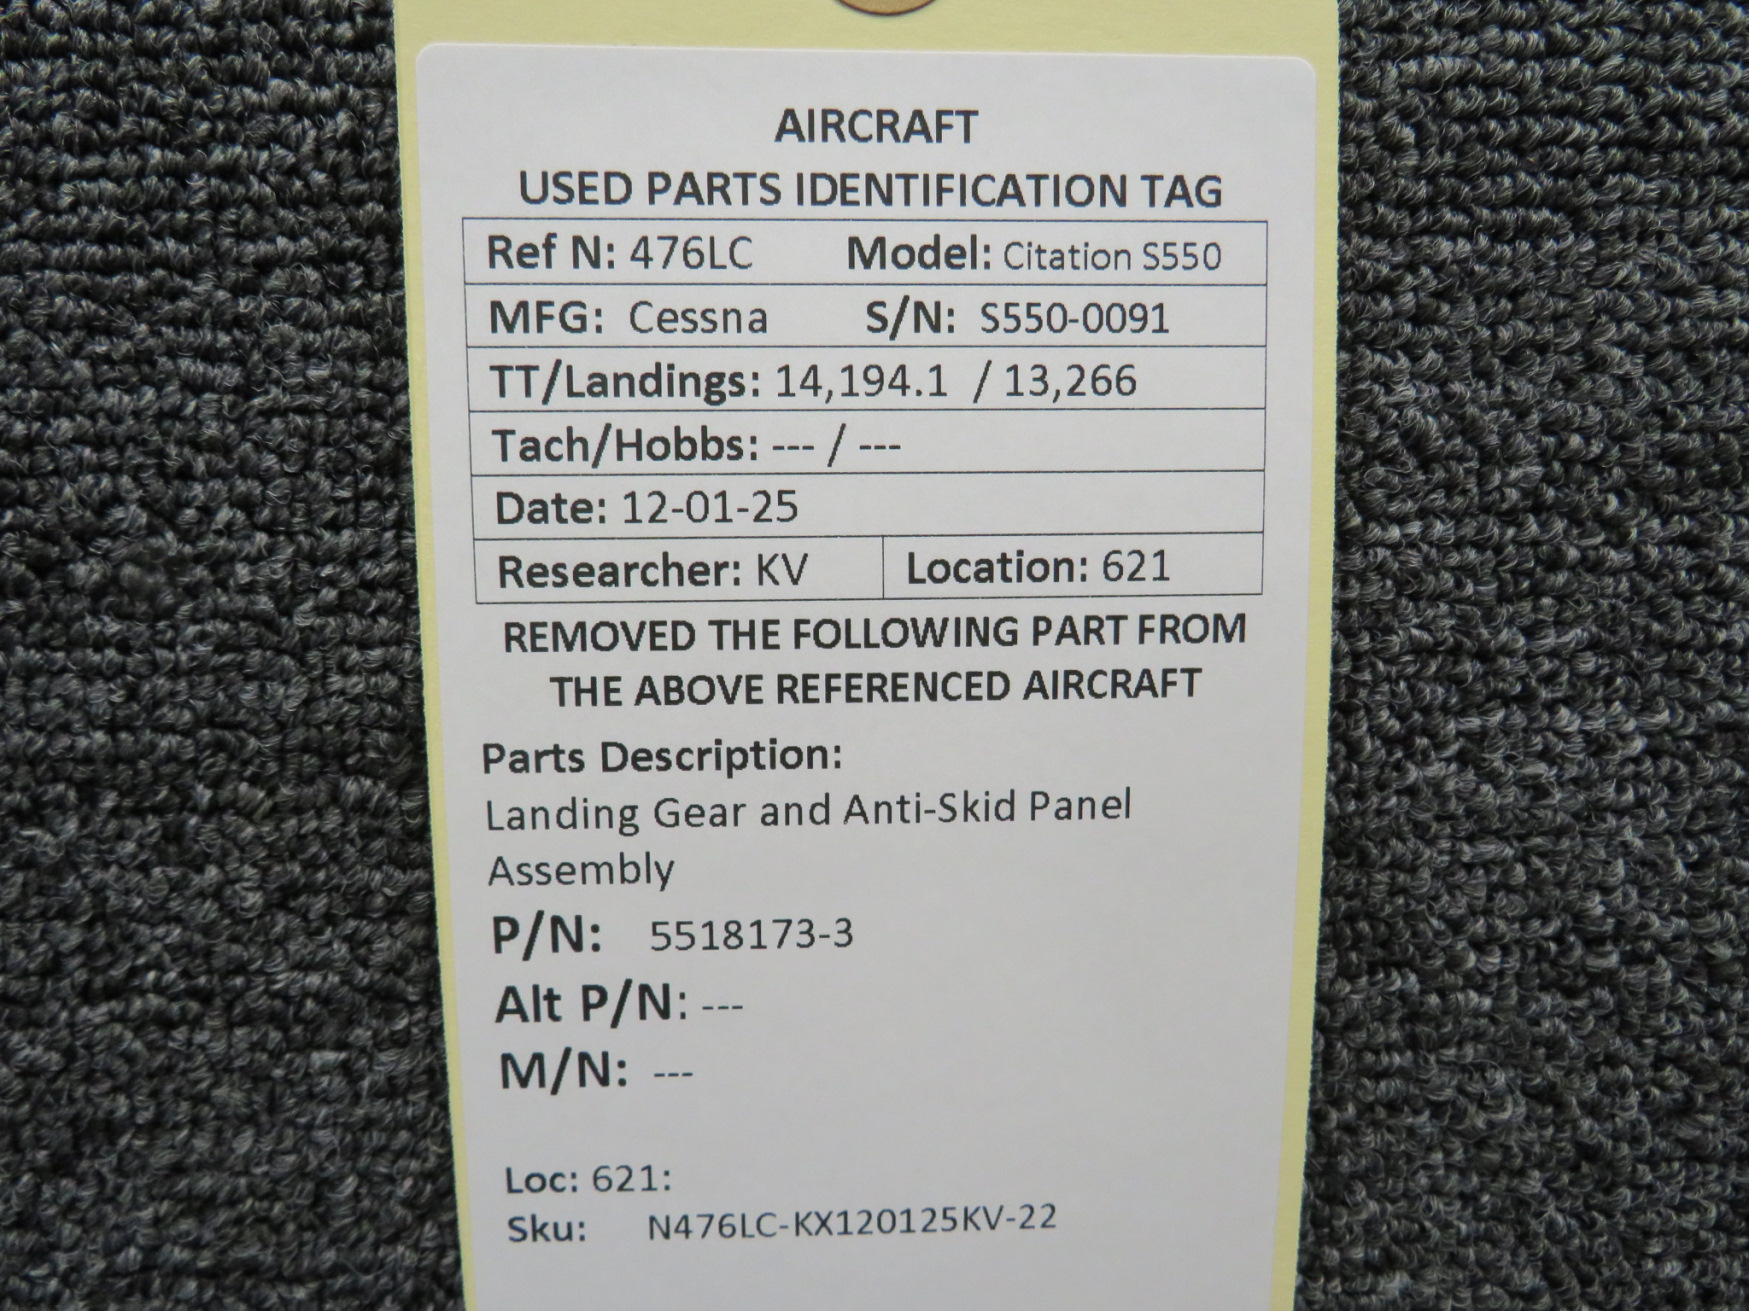 AIRCRAFT
USED PARTS IDENTIFICATION TAG
Ref N: 476LC Model: Citation S550
MFG: Cessna S/N: S550-0091
TT/Landings: 14,194.1 / 13,266
Tach/Hobbs: --- / ---
Date: 12-01-25
Researcher: KV Location: 621
REMOVED THE FOLLOWING PART FROM
THE ABOVE REFERENCED AIRCRAFT
Parts Description:
Landing Gear and Anti-Skid Panel
Assembly
P/N: 5518173-3
Alt P/N: ---
M/N: ---
Loc: 621:
Sku: N476LC-KX120125KV-22